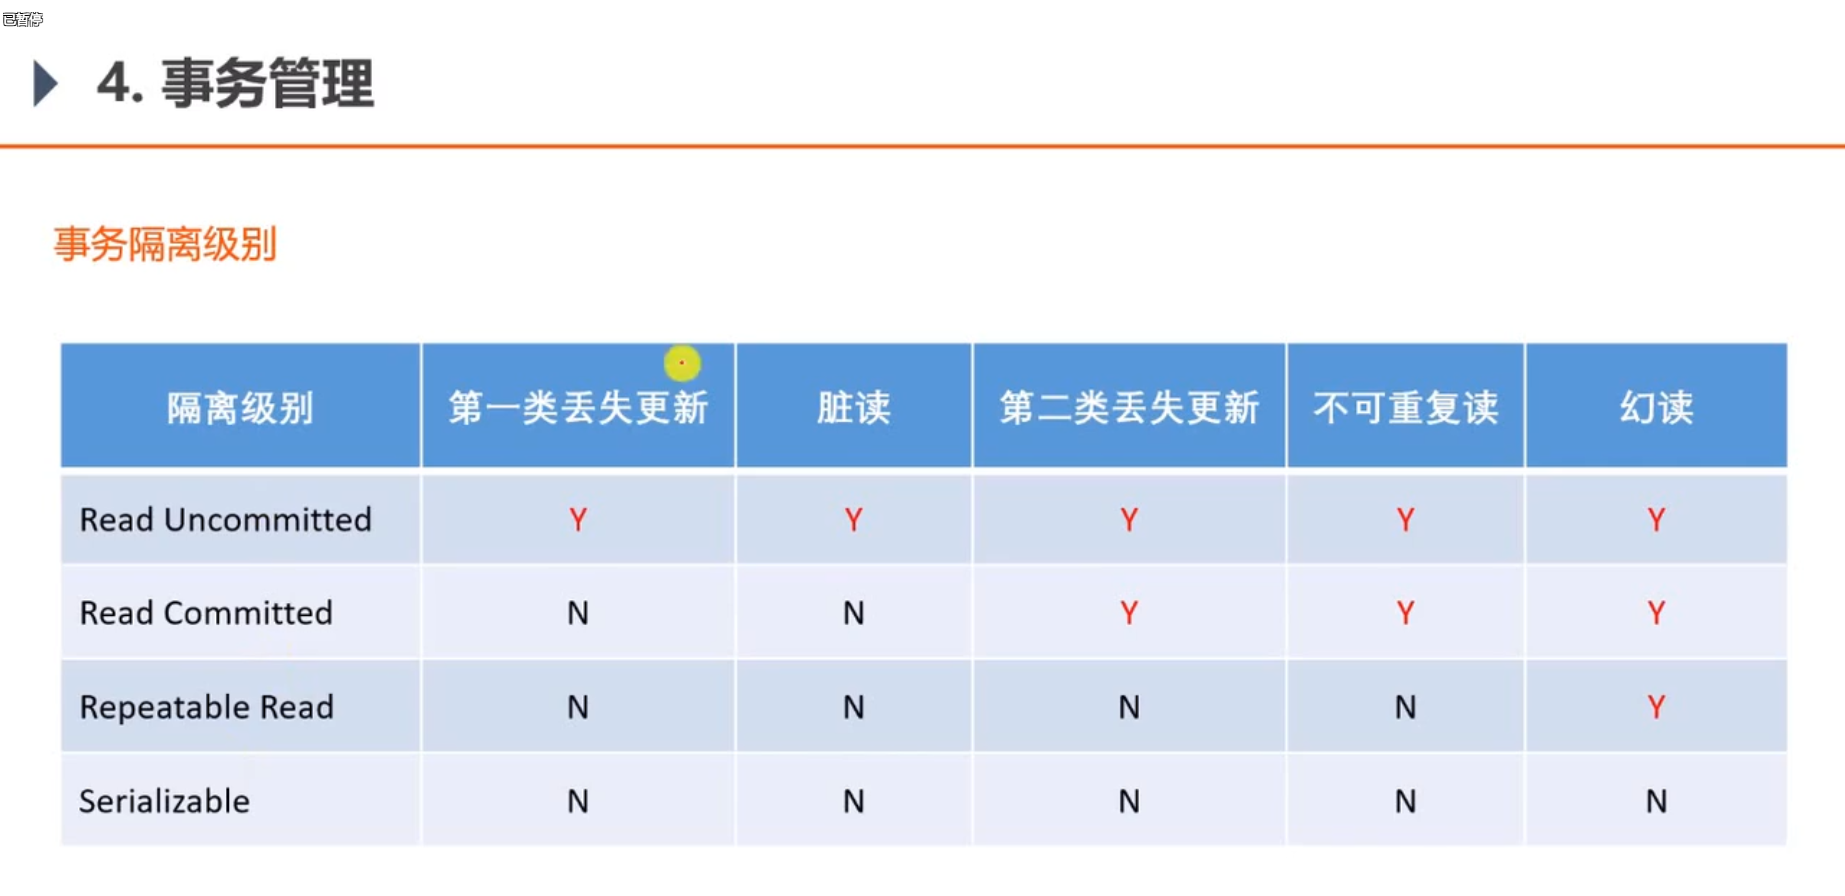 已暂停
4. 事务管理
事务隔离级别
隔离级别 第一类丢失更新 脏读 第二类丢失更新 不可重复读 幻读
Read Uncommitted Y Y Y Y Y
Read Committed N N Y Y Y
Repeatable Read N N N N Y
Serializable N N N N N